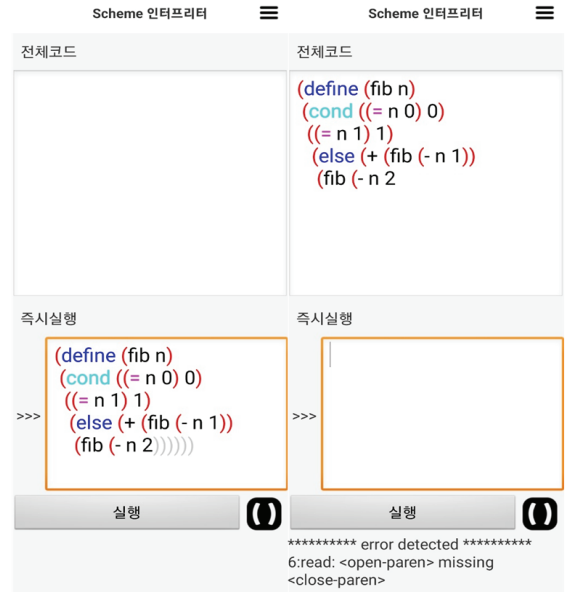 Scheme 인터프리터
전체코드
즉시실행
>>>
(define (fib n)
(cond ((= n 0) 0)
((= n 1) 1)
(else (+ (fib (- n 1))
(fib (- n 2))))))
실행
Scheme 인터프리터
전체코드
(define (fib n)
(cond ((= n 0) 0)
((= n 1) 1)
(else (+ (fib (- n 1))
(fib (- n 2
즉시실행
>>>
실행
********** error detected **********
6:read: <open-paren> missing
<close-paren>